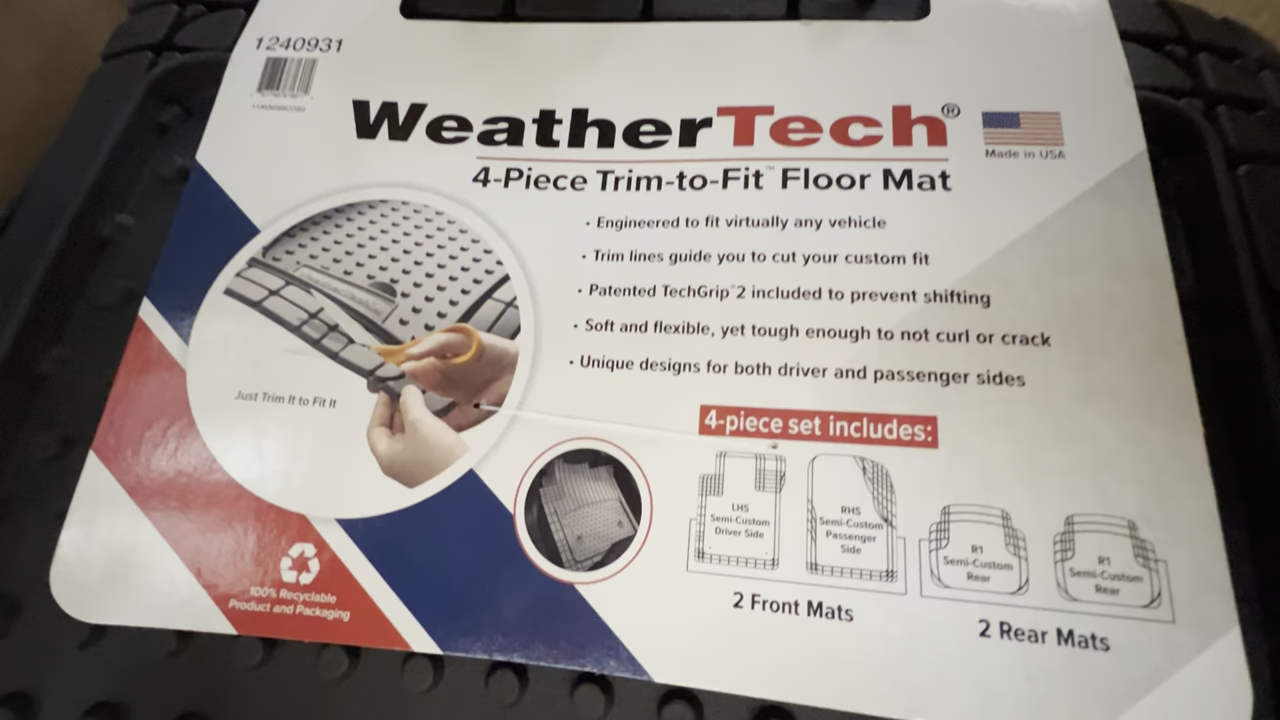 1240931
WeatherTech®
Made in USA
4-Piece Trim-to-Fit™ Floor Mat
• Engineered to fit virtually any vehicle
• Trim lines guide you to cut your custom fit
• Patented TechGrip®2 included to prevent shifting
• Soft and flexible, yet tough enough to not curl or crack
• Unique designs for both driver and passenger sides
Just Trim It to Fit It
4-piece set includes:
LHS
Semi-Custom
Driver Side
RHS
Semi-Custom
Passenger
Side
R1
Semi-Custom
Rear
R1
Semi-Custom
Rear
2 Front Mats
2 Rear Mats
100% Recyclable
Product and Packaging